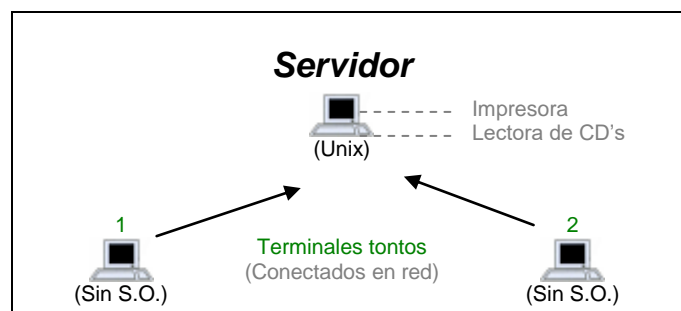 Servidor
Impresora
Lectora de CD's
(Unix)
1
2
Terminales tontos
(Conectados en red)
(Sin S.O.)
(Sin S.O.)